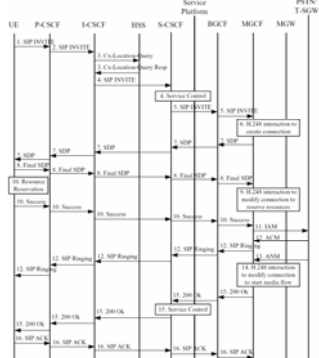 Service
Platform
PSTN/
T-SGW
UE P-CSCF I-CSCF HSS S-CSCF BGCF MGCF MGW
1. SIP INVITE
2. SIP INVITE
3. Cx-Location-Query
3. Cx-Location-Query Resp
4. SIP INVITE
4. Service Control
5. SIP INVITE
5. SIP INVITE
6. H.248 interaction to
create connection
7. SDP
7. SDP
7. SDP
7. SDP
7. SDP
8. Final SDP
8. Final SDP
8. Final SDP
8. Final SDP
8. Final SDP
9. H.248 interaction to
modify connection to
reserve resources
10. Resource
Reservation
10. Success
10. Success
10. Success
10. Success
10. Success
11. IAM
12. ACM
12. SIP Ringing
12. SIP Ringing
12. SIP Ringing
12. SIP Ringing
12. SIP Ringing
13. ANM
14. H.248 interaction
to modify connection
to start media flow
15. 200 Ok
15. 200 Ok
15. Service Control
15. 200 Ok
15. 200 Ok
15. 200 Ok
16. SIP ACK
16. SIP ACK
16. SIP ACK
16. SIP ACK
16. SIP ACK